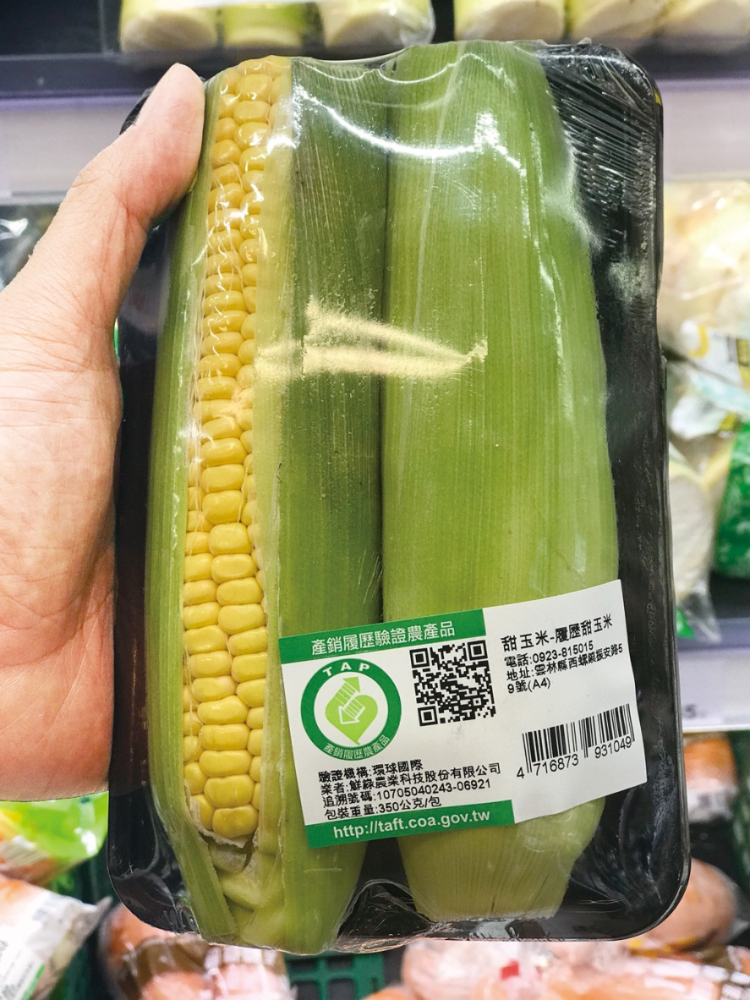 產銷履歷驗證農產品
TAP
產銷履歷農產品
驗證機構:環球國際
業者:鮮綠農業科技股份有限公司
追溯號碼:10705040243-06921
包裝重量:350公克/包
http://taft.coa.gov.tw
甜玉米-履歷甜玉米
電話:0923-815015
地址:雲林縣西螺鎮振安路5
9號(A4)
4 716873 931049